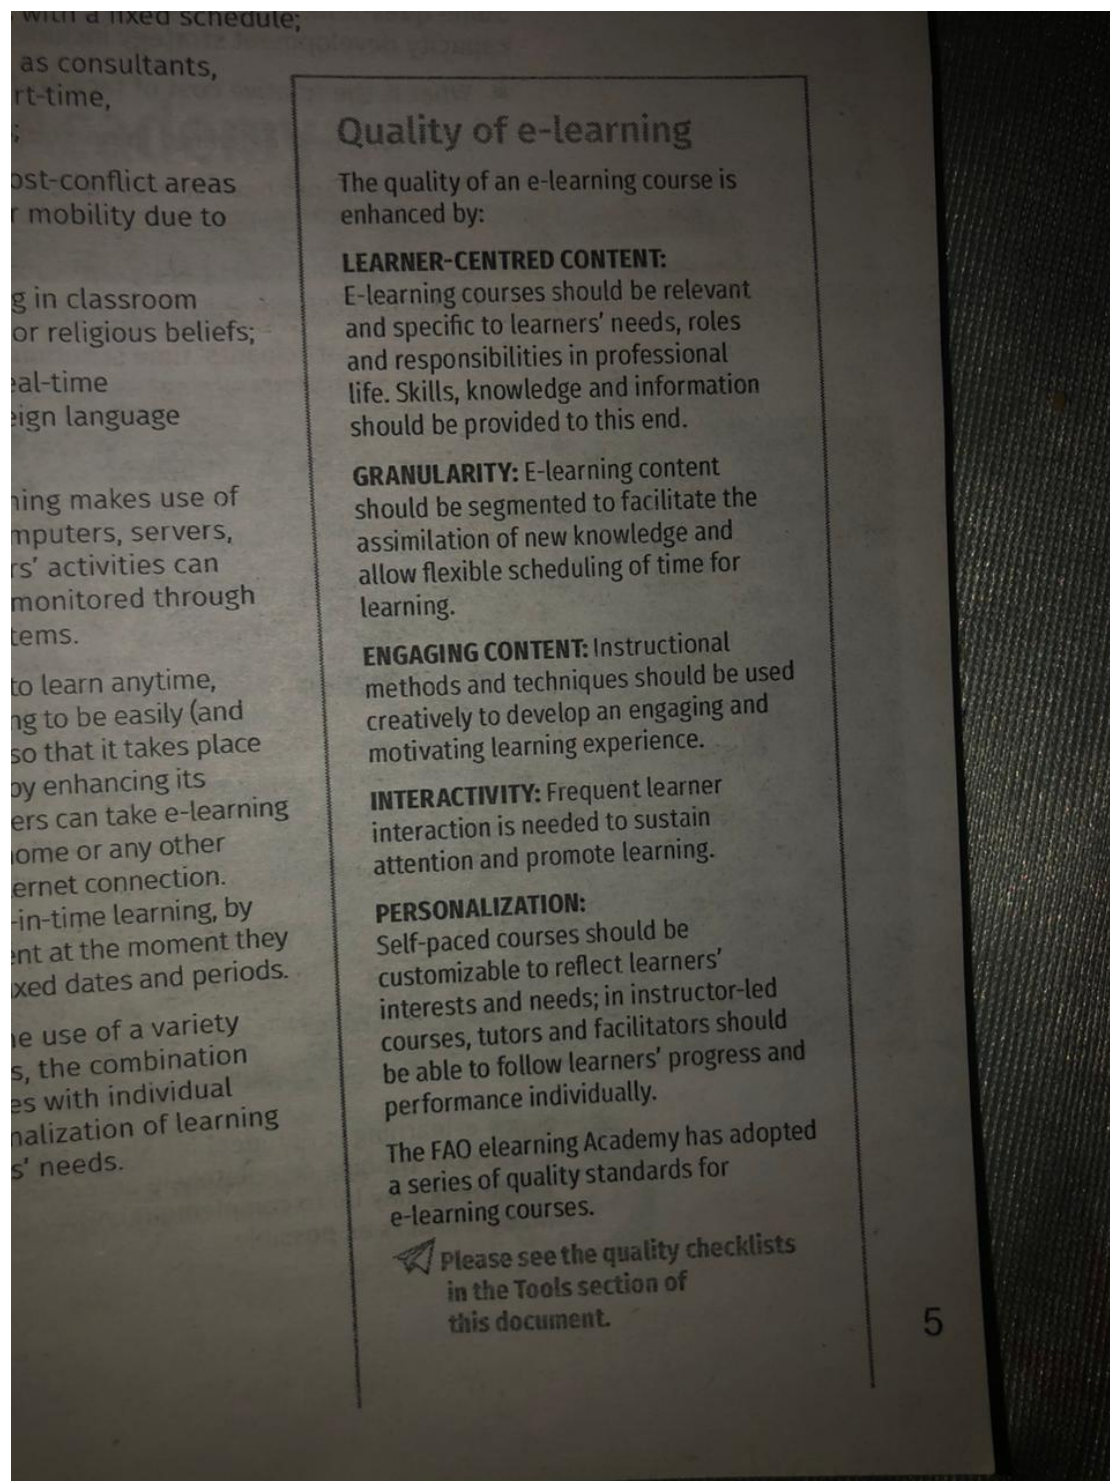 with a fixed schedule;
as consultants,
rt-time,
;
ost-conflict areas
r mobility due to
g in classroom
or religious beliefs;
eal-time
eign language
ning makes use of
mputers, servers,
rs' activities can
monitored through
tems.
to learn anytime,
ng to be easily (and
so that it takes place
by enhancing its
ers can take e-learning
ome or any other
ernet connection.
-in-time learning, by
ent at the moment they
xed dates and periods.
e use of a variety
s, the combination
es with individual
nalization of learning
s' needs.
Quality of e-learning
The quality of an e-learning course is
enhanced by:
LEARNER-CENTRED CONTENT:
E-learning courses should be relevant
and specific to learners' needs, roles
and responsibilities in professional
life. Skills, knowledge and information
should be provided to this end.
GRANULARITY: E-learning content
should be segmented to facilitate the
assimilation of new knowledge and
allow flexible scheduling of time for
learning.
ENGAGING CONTENT: Instructional
methods and techniques should be used
creatively to develop an engaging and
motivating learning experience.
INTERACTIVITY: Frequent learner
interaction is needed to sustain
attention and promote learning.
PERSONALIZATION:
Self-paced courses should be
customizable to reflect learners'
interests and needs; in instructor-led
courses, tutors and facilitators should
be able to follow learners' progress and
performance individually.
The FAO elearning Academy has adopted
a series of quality standards for
e-learning courses.
Please see the quality checklists
in the Tools section of
this document.
5